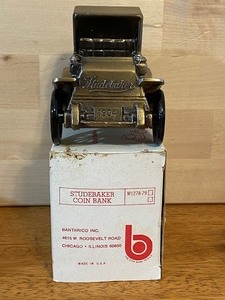 Studebaker
STUDEBAKER
COIN BANK
BANTHRICO INC.
4615 W. ROOSEVELT ROAD
CHICAGO • ILLINOIS 60650
MADE IN U.S.A.
b